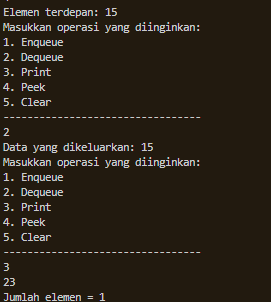 Elemen terdepan: 15
Masukkan operasi yang diinginkan:
1. Enqueue
2. Dequeue
3. Print
4. Peek
5. Clear
---------------------------------
2
Data yang dikeluarkan: 15
Masukkan operasi yang diinginkan:
1. Enqueue
2. Dequeue
3. Print
4. Peek
5. Clear
---------------------------------
3
23
Jumlah elemen = 1